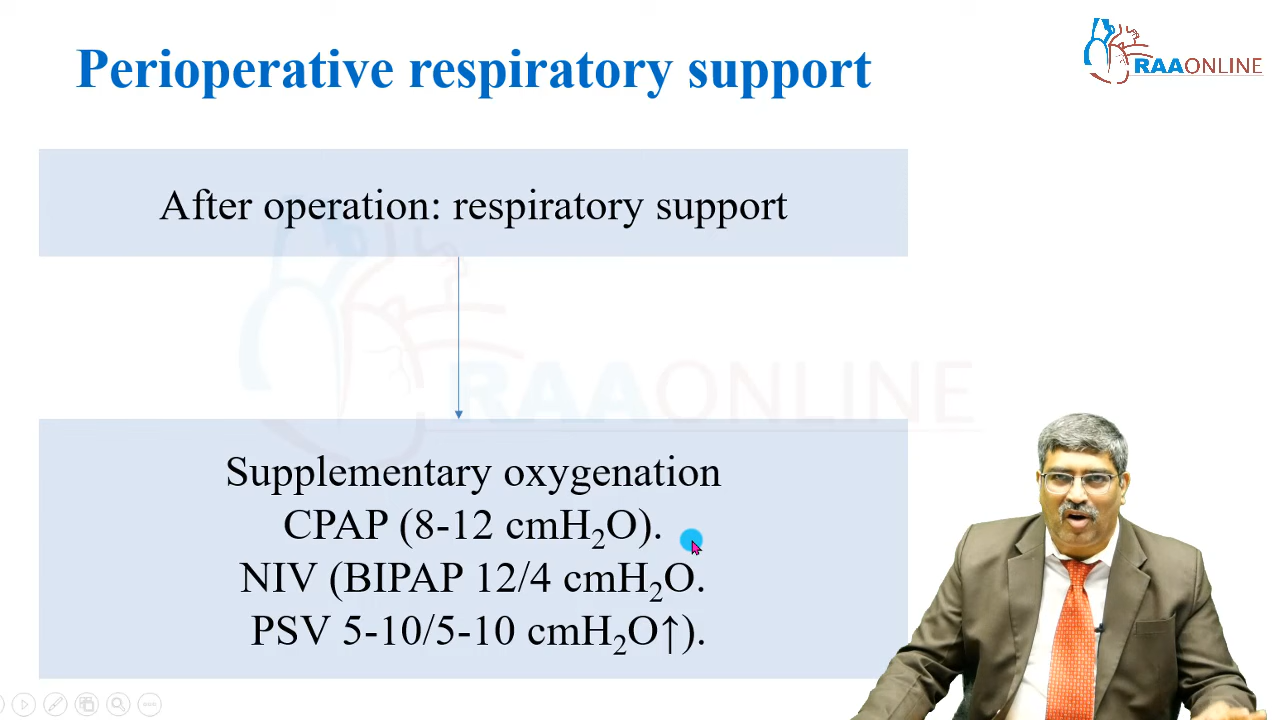 Perioperative respiratory support
RAAONLINE
After operation: respiratory support
RAAONLINE
Supplementary oxygenation
CPAP (8-12 cmH₂O).
NIV (BIPAP 12/4 cmH₂O.
PSV 5-10/5-10 cmH₂O↑).